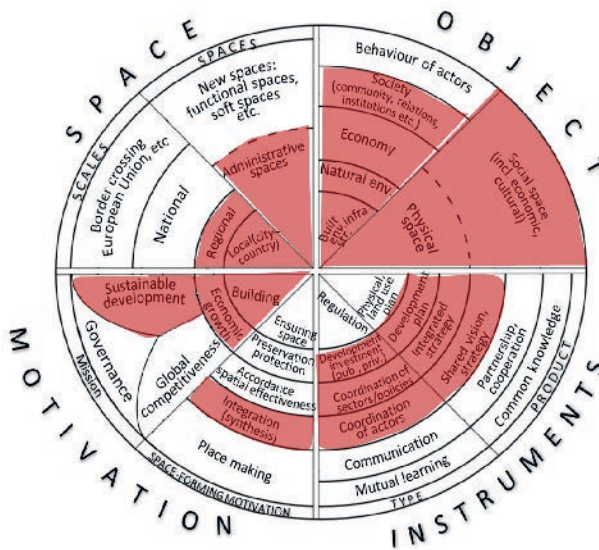 SPACE
SPACES
New spaces:
functional spaces,
soft spaces
etc.
Administrative
spaces
SCALES
Border crossing
European Union, etc
National
Regional
Local(city-
country)
OBJECT
Behaviour of actors
Society
(community, relations,
institutions etc.)
Economy
Natural env.
Built
env. infra
str.
Physical
space
Social space
(incl economic,
cultural)
MOTIVATION
Sustainable
development
Building
Economic
growth
Governance
Mission
Global
competitiveness
Ensuring
space
Preservation
protection
Accordance
spatial effectiveness
Integration
(synthesis)
Place making
SPACE-FORMING MOTIVATION
INSTRUMENTS
Regulation
Physical,
land use
plan
Development
plan
Integrated
strategy
Shared vision,
strategy
Partnership,
cooperation
Common knowledge
PRODUCT
Development
investment
(pub., priv.)
Coordination of
sectors/policies
Coordination
of actors
Communication
Mutual learning
TYPE